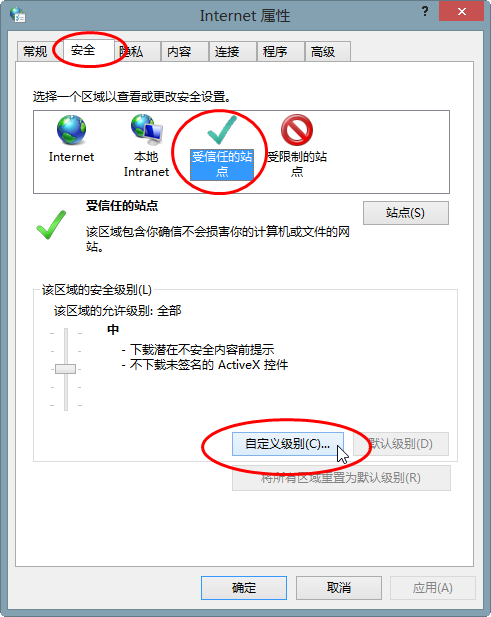 Internet 属性
?
常规
安全
隐私
内容
连接
程序
高级
选择一个区域以查看或更改安全设置。
Internet
本地
Intranet
受信任的站
点
受限制的站
点
受信任的站点
站点(S)
该区域包含你确信不会损害你的计算机或文件的网
站。
该区域的安全级别(L)
该区域的允许级别: 全部
中
- 下载潜在不安全内容前提示
- 不下载未签名的 ActiveX 控件
自定义级别(C)...
默认级别(D)
将所有区域重置为默认级别(R)
确定
取消
应用(A)